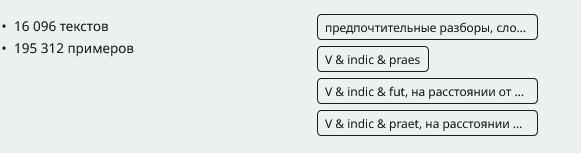 • 16 096 текстов
• 195 312 примеров
предпочтительные разборы, сло...
V & indic & praes
V & indic & fut, на расстоянии от ...
V & indic & praet, на расстоянии ...